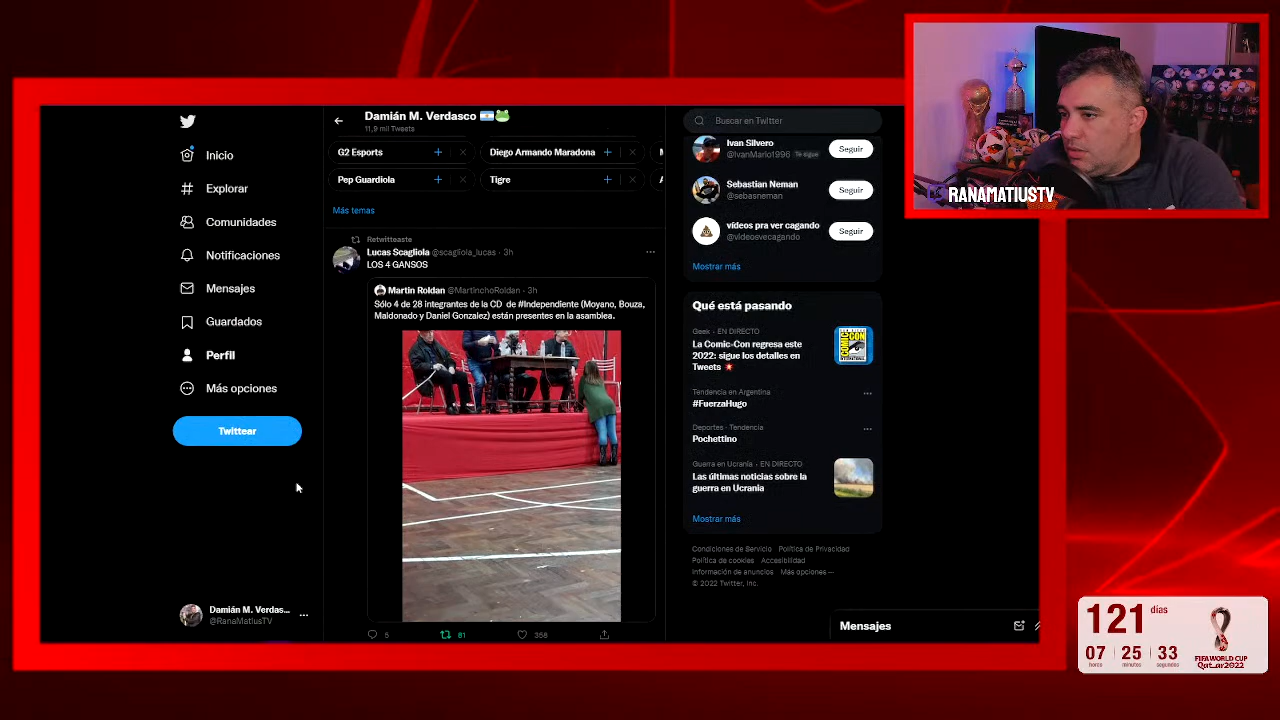 Inicio
Explorar
Comunidades
Notificaciones
Mensajes
Guardados
Perfil
Más opciones
Twittear
Damián M. Verdas...
@RanaMatiusTV
Damián M. Verdasco
11,9 mil Tweets
G2 Esports
Diego Armando Maradona
Pep Guardiola
Tigre
Más temas
Retwitteaste
Lucas Scagliola @scagliola_lucas · 3h
LOS 4 GANSOS
Martin Roldan @MartinchoRoldan · 3h
Sólo 4 de 28 integrantes de la CD de #Independiente (Moyano, Bouza,
Maldonado y Daniel Gonzalez) están presentes en la asamblea.
5
81
358
Buscar en Twitter
Ivan Silvero
@IvanMario1996 Te sigue
Seguir
Sebastian Neman
@sebasneman
Seguir
vídeos pra ver cagando
@videosvecagando
Seguir
Mostrar más
Qué está pasando
Geek · EN DIRECTO
La Comic-Con regresa este
2022: sigue los detalles en
Tweets
COMIC CON
INTERNATIONAL
Tendencia en Argentina
#FuerzaHugo
Deportes · Tendencia
Pochettino
Guerra en Ucrania · EN DIRECTO
Las últimas noticias sobre la
guerra en Ucrania
Mostrar más
Condiciones de Servicio Política de Privacidad
Política de cookies Accesibilidad
Información de anuncios Más opciones
© 2022 Twitter, Inc.
Mensajes
RANAMATIUSTV
121 días
07 25 33
horas minutos segundos
FIFA WORLD CUP
Qatar2022